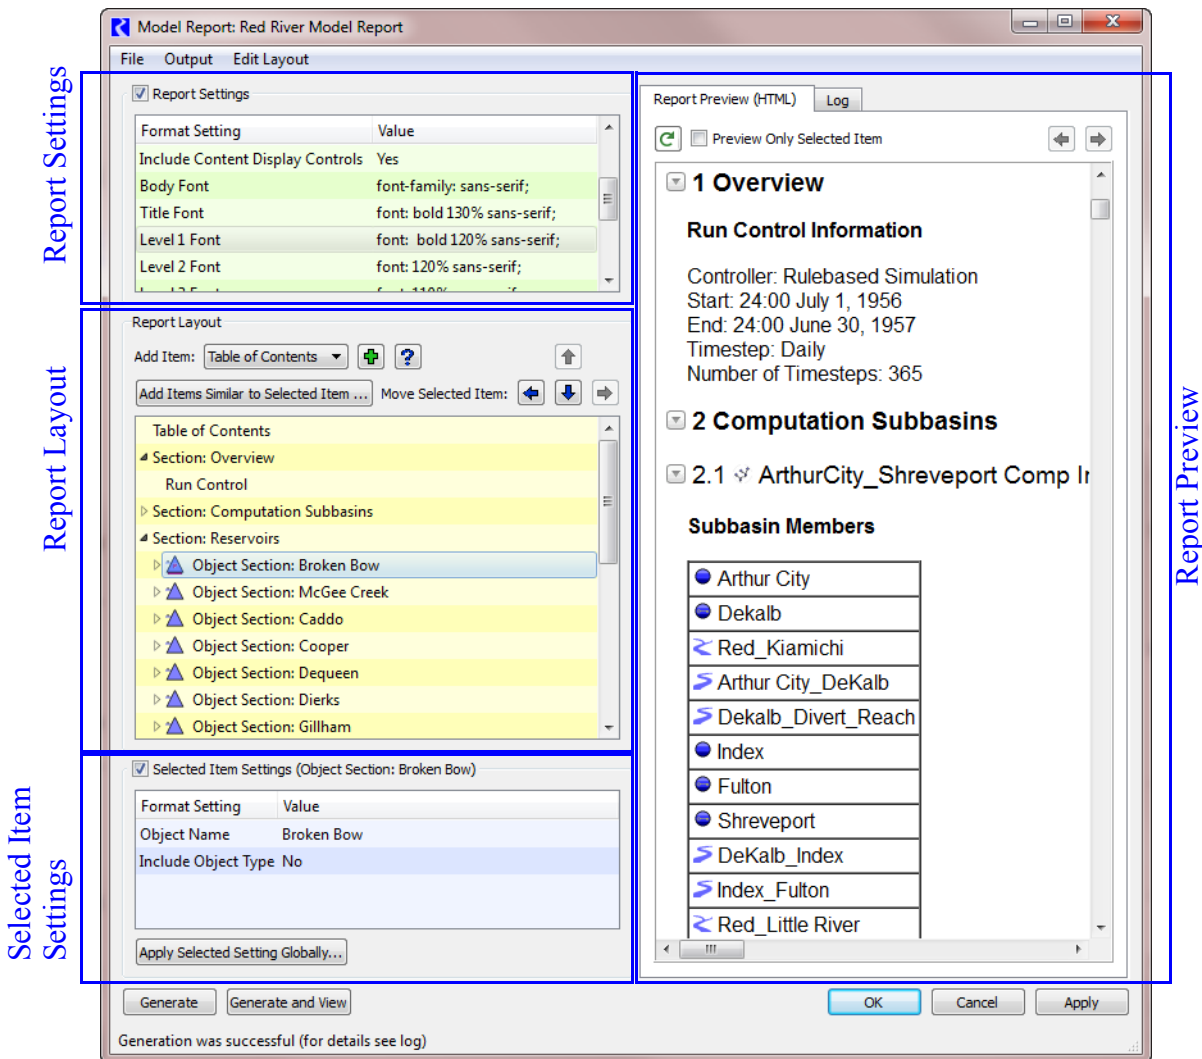 Model Report: Red River Model Report
File Output Edit Layout
Report Settings
Report Settings
Format Setting Value
Include Content Display Controls Yes
Body Font font-family: sans-serif;
Title Font font: bold 130% sans-serif;
Level 1 Font font: bold 120% sans-serif;
Level 2 Font font: 120% sans-serif;
Report Layout
Report Layout
Add Item: Table of Contents
Add Items Similar to Selected Item ... Move Selected Item:
Table of Contents
Section: Overview
Run Control
Section: Computation Subbasins
Section: Reservoirs
Object Section: Broken Bow
Object Section: McGee Creek
Object Section: Caddo
Object Section: Cooper
Object Section: Dequeen
Object Section: Dierks
Object Section: Gillham
Selected Item
Settings
Selected Item Settings (Object Section: Broken Bow)
Format Setting Value
Object Name Broken Bow
Include Object Type No
Apply Selected Setting Globally...
Report Preview
Report Preview (HTML) Log
Preview Only Selected Item
1 Overview
Run Control Information
Controller: Rulebased Simulation
Start: 24:00 July 1, 1956
End: 24:00 June 30, 1957
Timestep: Daily
Number of Timesteps: 365
2 Computation Subbasins
2.1 ArthurCity_Shreveport Comp
Subbasin Members
Arthur City
Dekalb
Red_Kiamichi
Arthur City_DeKalb
Dekalb_Divert_Reach
Index
Fulton
Shreveport
DeKalb_Index
Index_Fulton
Red_Little River
Generate Generate and View OK Cancel Apply
Generation was successful (for details see log)